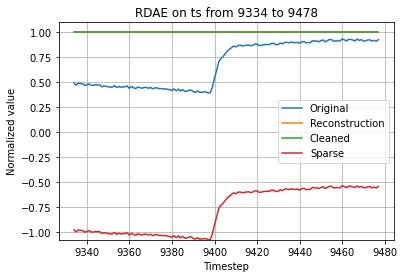 RDAE on ts from 9334 to 9478
1.00
0.75
0.50
0.25
0.00
−0.25
−0.50
−0.75
−1.00
Normalized value
Original
Reconstruction
Cleaned
Sparse
9340 9360 9380 9400 9420 9440 9460 9480
Timestep